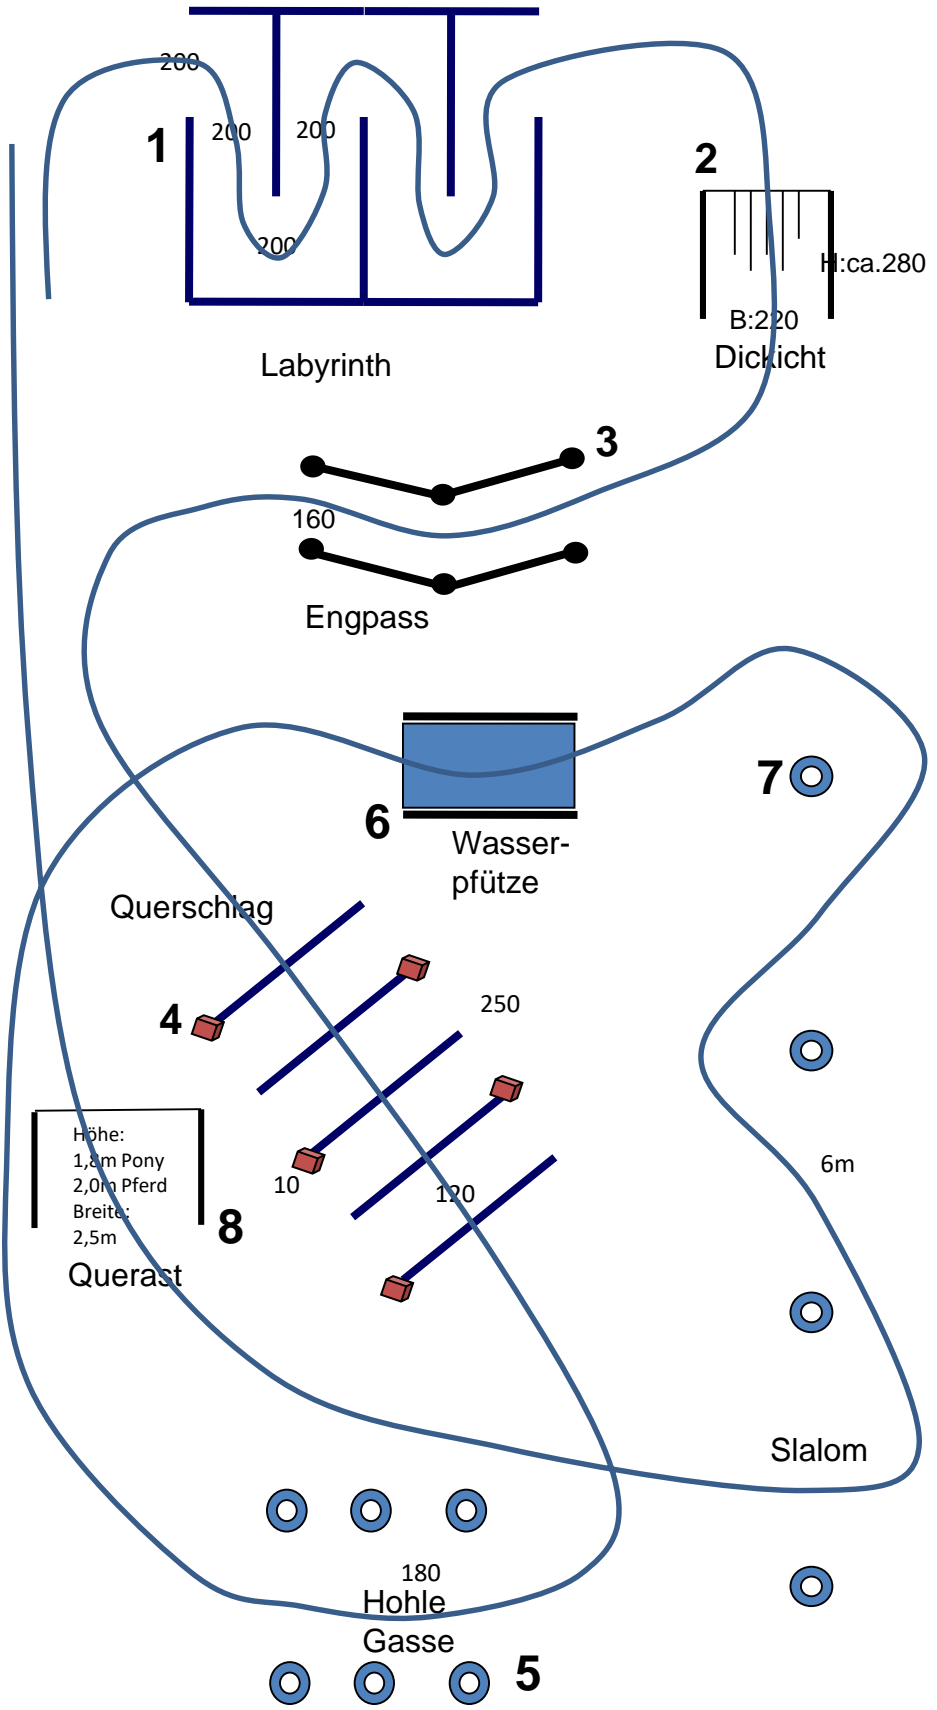 200
1
200
200
200
2
H:ca.280
B:220
Dickicht
Labyrinth
3
160
Engpass
7
6
Wasser-
pfütze
Querschlag
4
250
Höhe:
1,8m Pony
2,0m Pferd
Breite:
2,5m
8
Querast
10
120
6m
Slalom
180
Hohle
Gasse
5